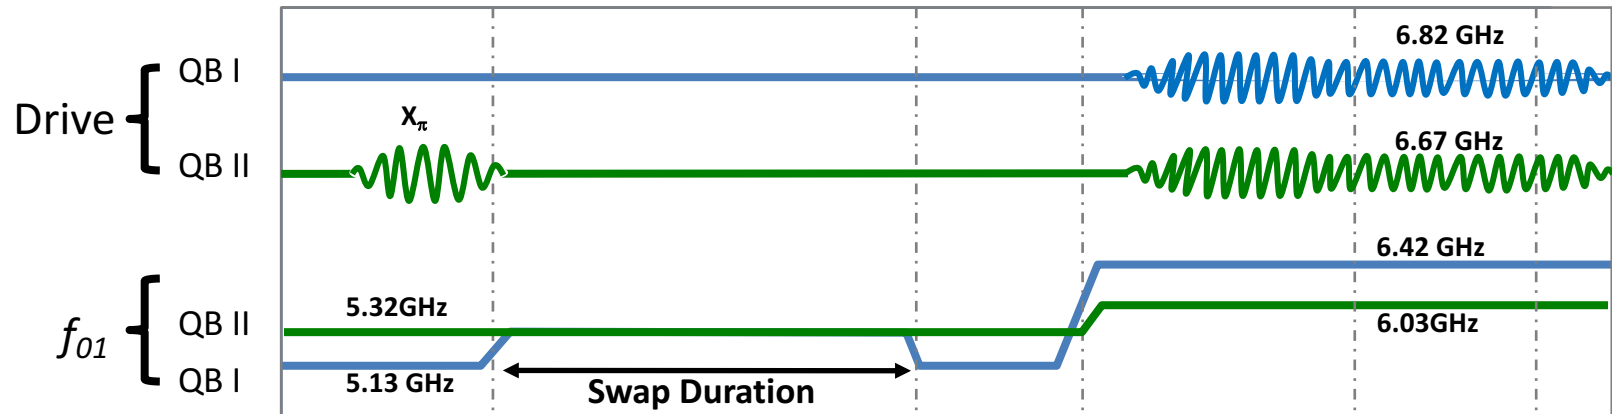 6.82 GHz
QB I
Drive
Xπ
6.67 GHz
QB II
6.42 GHz
5.32GHz
QB II
6.03GHz
f01
QB I
5.13 GHz
Swap Duration